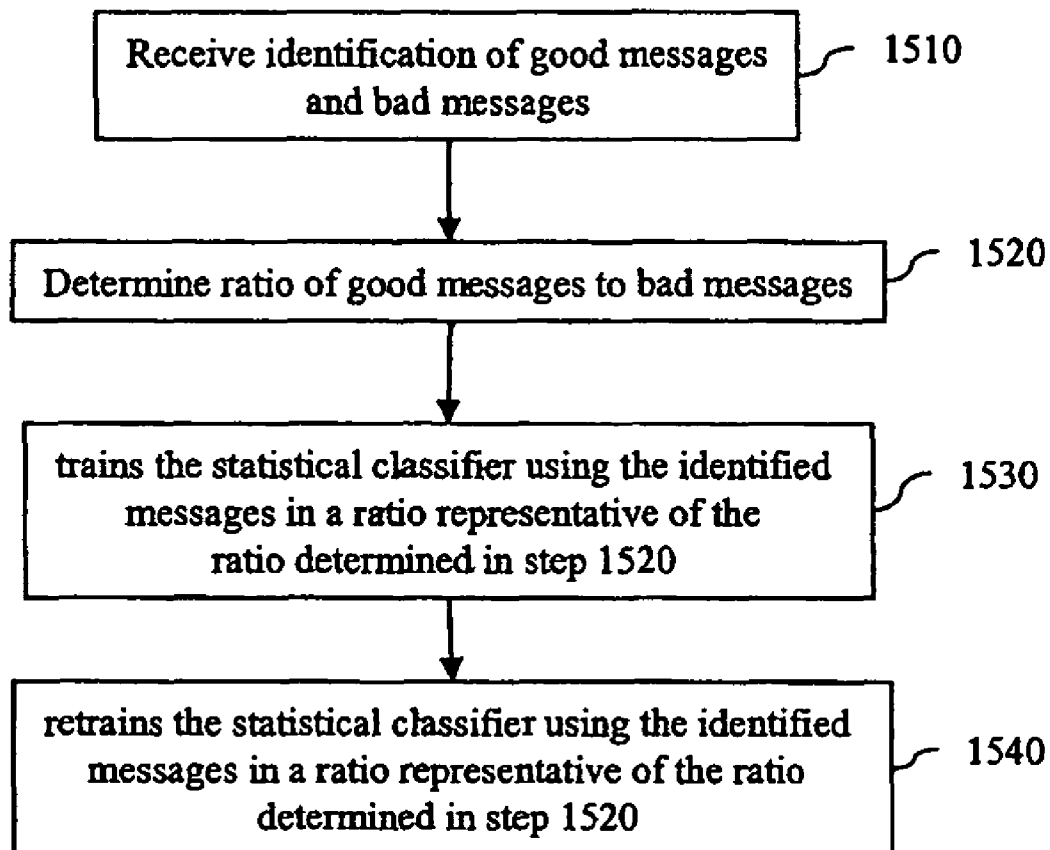 Receive identification of good messages
and bad messages
1510
Determine ratio of good messages to bad messages
1520
trains the statistical classifier using the identified
messages in a ratio representative of the
ratio determined in step 1520
1530
retrains the statistical classifier using the identified
messages in a ratio representative of the ratio
determined in step 1520
1540